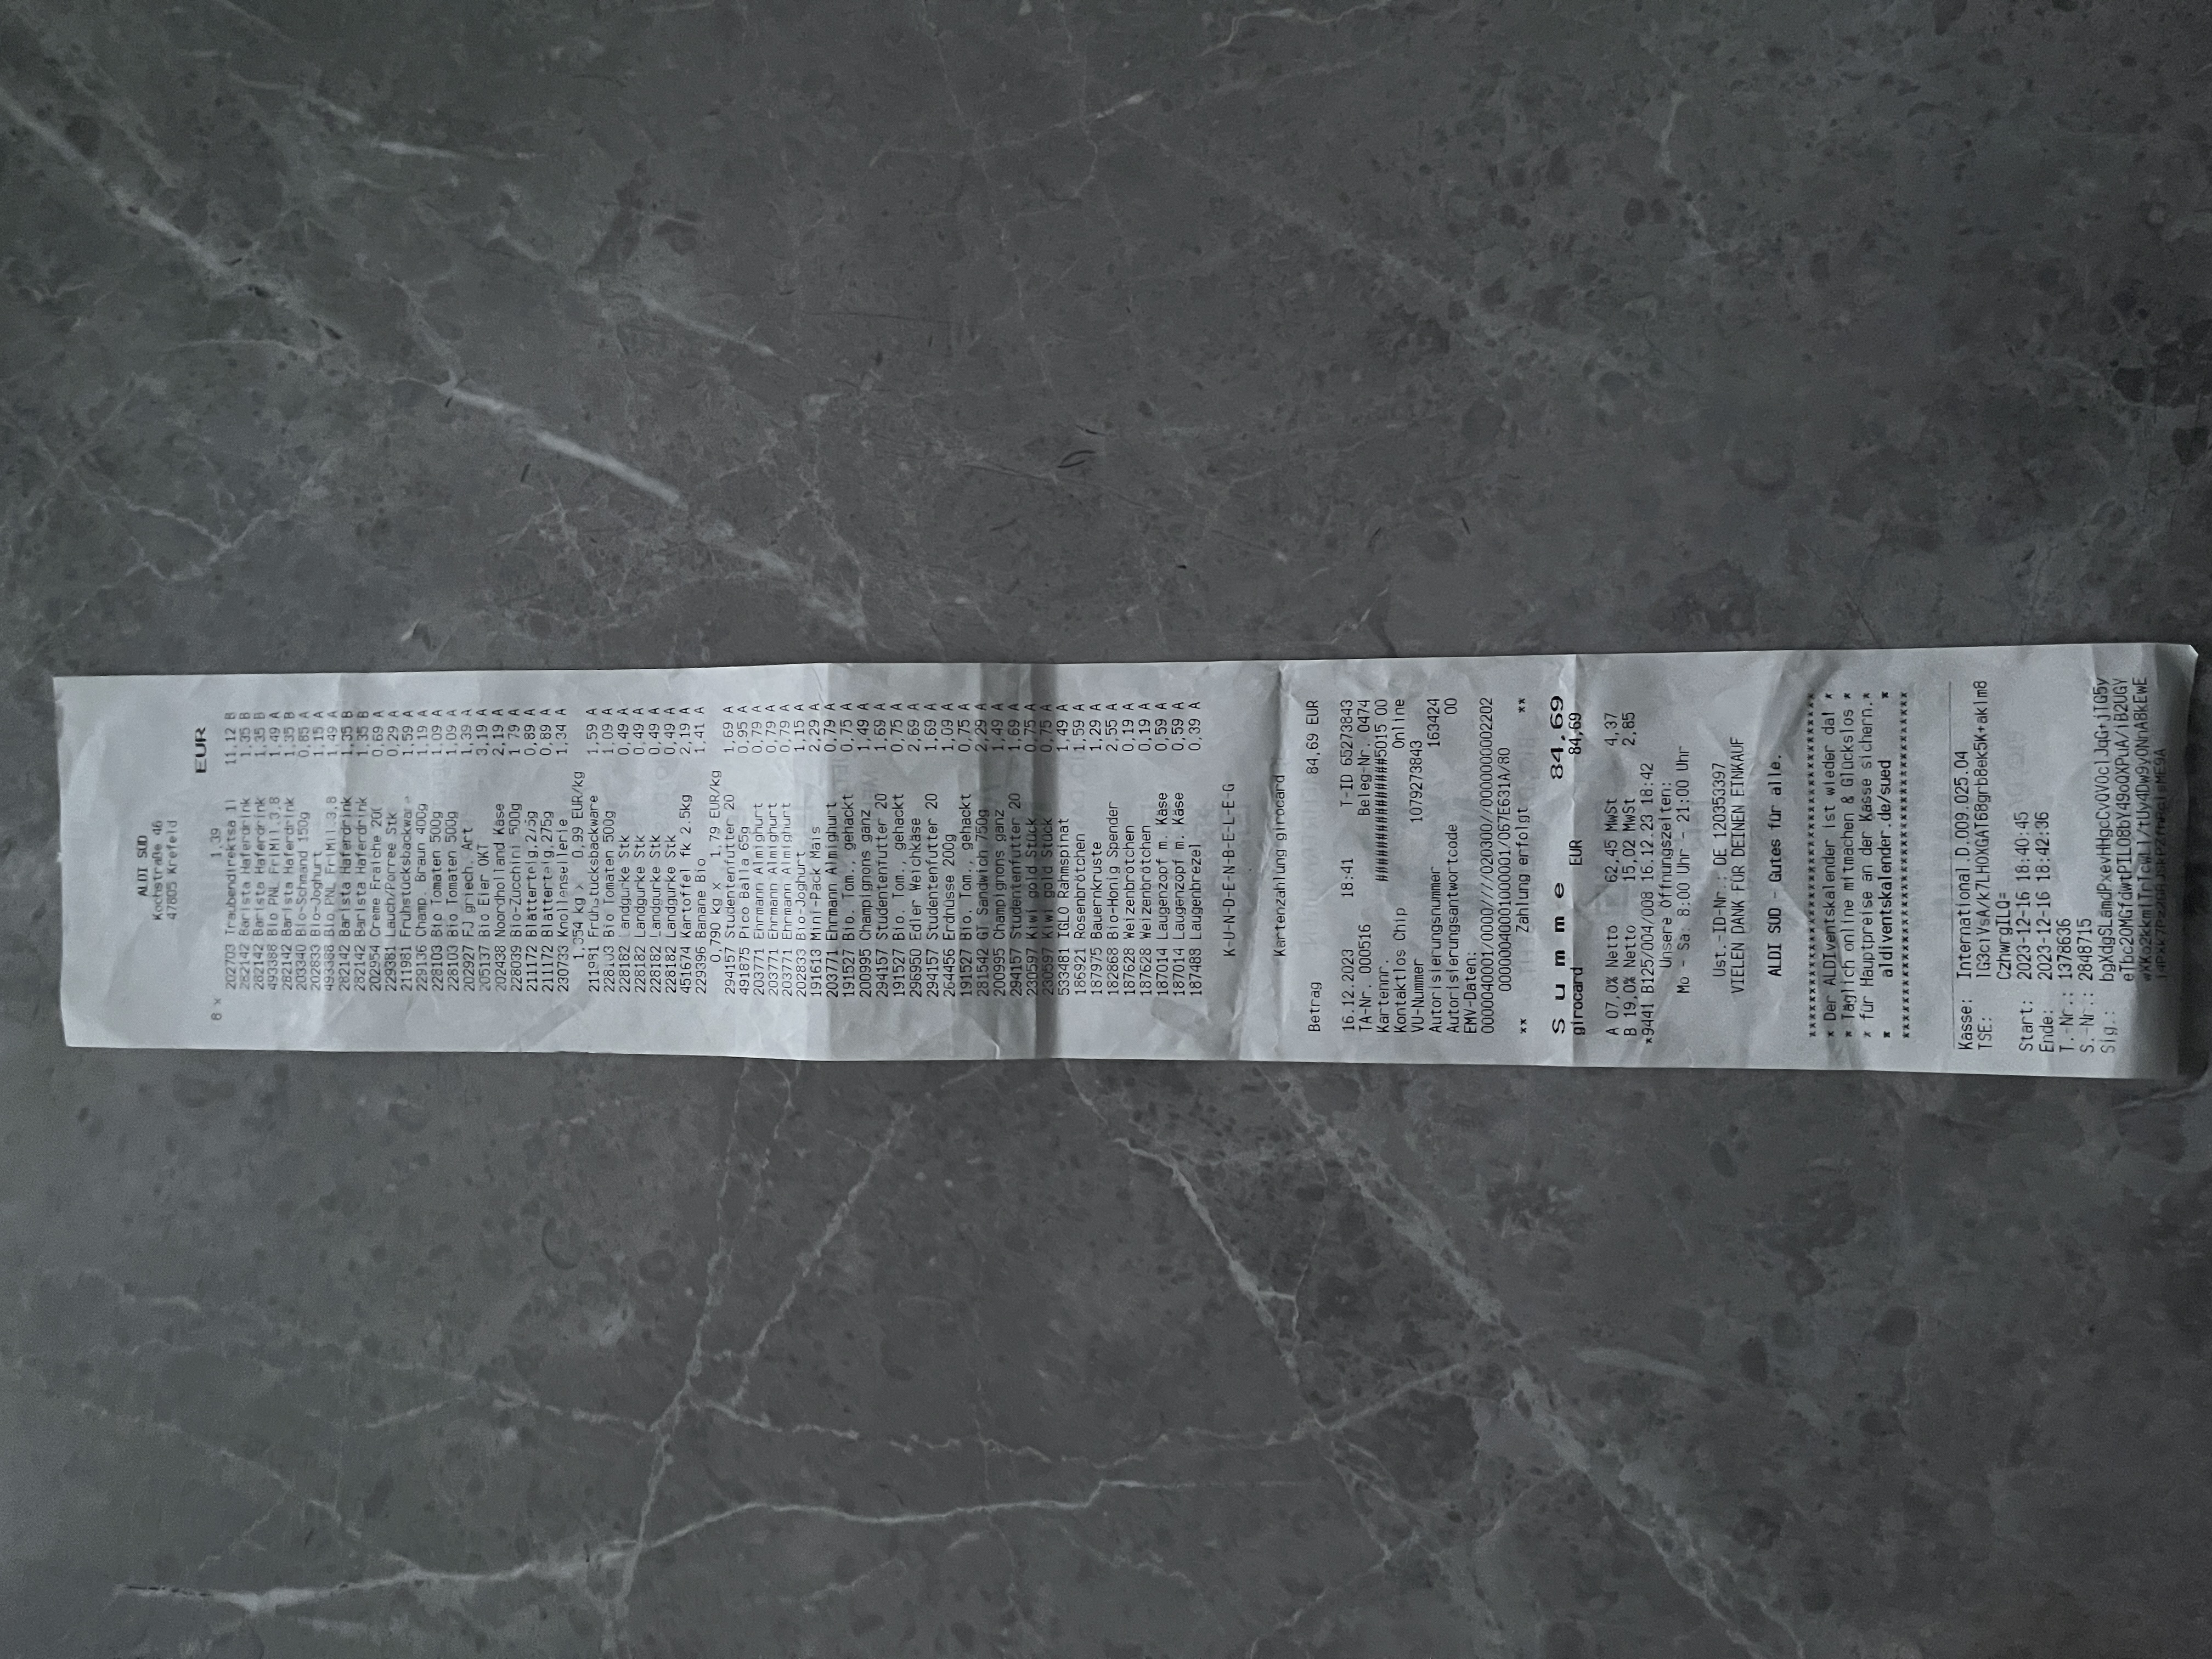 ALDI SÜD
Kochstraße 46
47805 Krefeld
EUR
8 x 1,39
202703 Traubendirektsa 1l 11,12 B
282142 Barista Haferdrink 1,35 B
282142 Barista Haferdrink 1,35 B
493388 Bio PNL FriMil.3,8 1,49 A
282142 Barista Haferdrink 1,35 B
203340 Bio-Schmand 150g 0,85 A
202833 Bio-Joghurt 1,15 A
493388 Bio PNL FriMil.3,8 1,49 A
282142 Barista Haferdrink 1,35 B
282142 Barista Haferdrink 1,35 B
202954 Creme Fraiche 200 0,69 A
229381 Lauch/Porree Stk 0,29 A
211981 Frühstücksbackware 1,59 A
229136 Champ. Braun 400g 1,19 A
228103 Bio Tomaten 500g 1,09 A
228103 Bio Tomaten 500g 1,09 A
202927 FJ griech. Art 1,39 A
205137 Bio Eier OKT 3,19 A
202438 Noordholland Käse 2,19 A
228039 Bio-Zucchini 500g 1,79 A
211172 Blätterteig,275g 0,89 A
211172 Blätterteig,275g 0,89 A
230733 Knollensellerie 1,34 A
1,354 kg x 0,99 EUR/kg
211981 Frühstücksbackware 1,59 A
228103 Bio Tomaten 500g 1,09 A
228182 Landgurke Stk 0,49 A
228182 Landgurke Stk 0,49 A
228182 Landgurke Stk 0,49 A
228182 Landgurke Stk 0,49 A
451674 Kartoffel fk 2.5kg 2,19 A
229396 Banane Bio 1,41 A
0,790 kg x 1,79 EUR/kg
294157 Studentenfutter 20 1,69 A
491875 Pico Balla 65g 0,95 A
203771 Ehrmann Almighurt 0,79 A
203771 Ehrmann Almighurt 0,79 A
203771 Ehrmann Almighurt 0,79 A
202833 Bio-Joghurt 1,15 A
191613 Mini-Pack Mais 2,29 A
203771 Ehrmann Almighurt 0,79 A
191527 Bio. Tom., gehackt 0,75 A
200995 Champignons ganz 1,49 A
294157 Studentenfutter 20 1,69 A
191527 Bio. Tom., gehackt 0,75 A
296950 Edler Weichkäse 2,69 A
294157 Studentenfutter 20 1,69 A
264456 Erdnüsse 200g 1,09 A
191527 Bio. Tom., gehackt 0,75 A
281542 GT Sandwich 750g 2,29 A
200995 Champignons ganz 1,49 A
294157 Studentenfutter 20 1,69 A
230597 Kiwi gold Stück 0,75 A
230597 Kiwi gold Stück 0,75 A
533481 IGLO Rahmspinat 1,49 A
186921 Rosenbrötchen 1,59 A
187975 Bauernkruste 1,29 A
182868 Bio-Honig Spender 2,55 A
187628 Weizenbrötchen 0,19 A
187628 Weizenbrötchen 0,19 A
187014 Laugenzopf m. Käse 0,59 A
187014 Laugenzopf m. Käse 0,59 A
187488 Laugenbrezel 0,39 A
K-U-N-D-E-N-B-E-L-E-G
Kartenzahlung girocard
Betrag 84,69 EUR
16.12.2023 18:41 T-ID 65273843
TA-Nr. 000516 Beleg-Nr. 0474
Kartennr. ###############5015 00
Kontaktlos Chip Online
VU-Nummer 1079273843
Autorisierungsnummer 163424
Autorisierungsantwortcode 00
EMV-Daten:
0000040001/0000////020300//0000000002202
00000040001000001/067E631A/80
** Zahlung erfolgt **
Summe 84,69
girocard EUR 84,69
A 07,0% Netto 62,45 MwSt 4,37
B 19,0% Netto 15,02 MwSt 2,85
*9441 B125/004/008 16.12.23 18:42
Unsere Öffnungszeiten:
Mo - Sa: 8:00 Uhr - 21:00 Uhr
Ust.-ID-Nr.: DE 120353397
VIELEN DANK FÜR DEINEN EINKAUF
ALDI SÜD - Gutes für alle.
****************************************
* Der ALDIventskalender ist wieder da! *
* Täglich online mitmachen & Glückslos *
* für Hauptpreise an der Kasse sichern.*
* aldiventskalender.de/sued *
****************************************
Kasse: International.D.009.025.04
TSE: lG3ciVsA/k7LHOXGAT68grb8ek5K+aklm8
CzhwrgILQ=
Start: 2023-12-16 18:40:45
Ende: 2023-12-16 18:42:36
T.-Nr.: 1378636
S.-Nr.: 2848715
Sig.: bgXdgSLamdPxevHHgcCvQVOclJqG+jTG5y
eTbc20MGfdwtPILO8bY49oQXPuA/iB2UGY